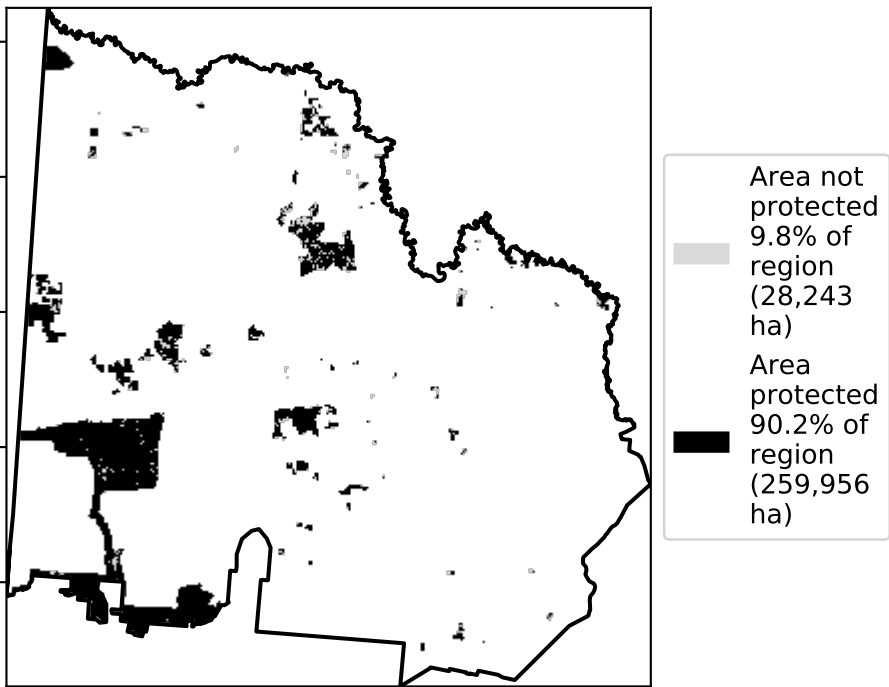 Area not
protected
9.8% of
region
(28,243
ha)
Area
protected
90.2% of
region
(259,956
ha)